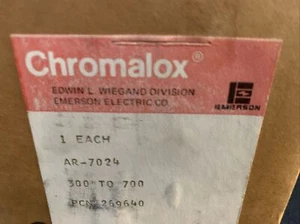 Chromalox®
EDWIN L. WIEGAND DIVISION
EMERSON ELECTRIC CO
EMERSON
1 EACH
AR-7024
300° TO 700
PCN 269640